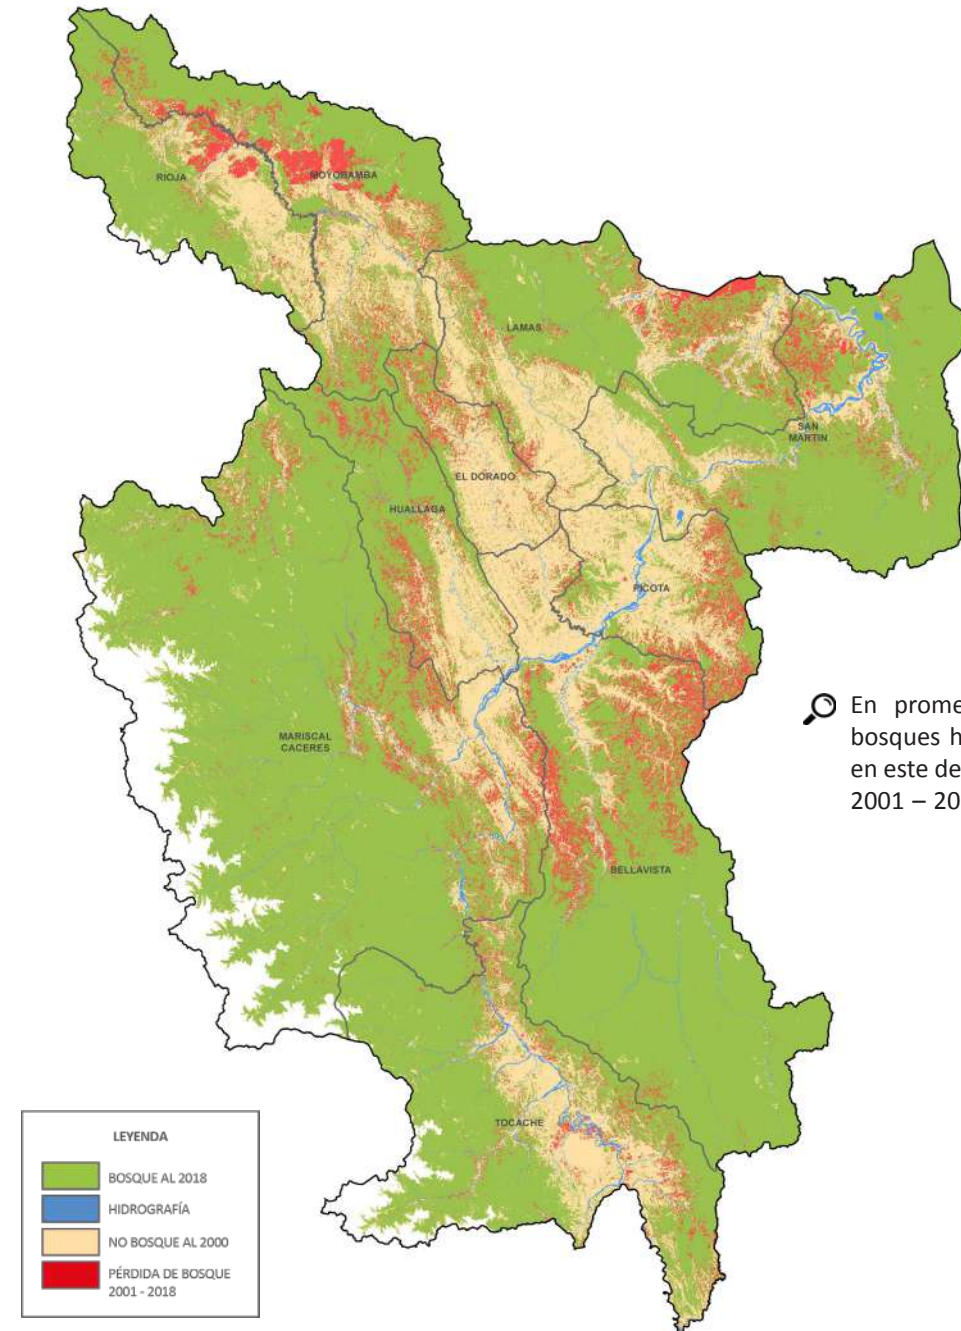 RIOJA
MOYOBAMBA
LAMAS
SAN
MARTIN
EL DORADO
HUALLAGA
PICOTA
En prome
bosques h
en este de
2001 – 20
MARISCAL
CACERES
BELLAVISTA
TOCACHE
LEYENDA
BOSQUE AL 2018
HIDROGRAFÍA
NO BOSQUE AL 2000
PÉRDIDA DE BOSQUE
2001 - 2018